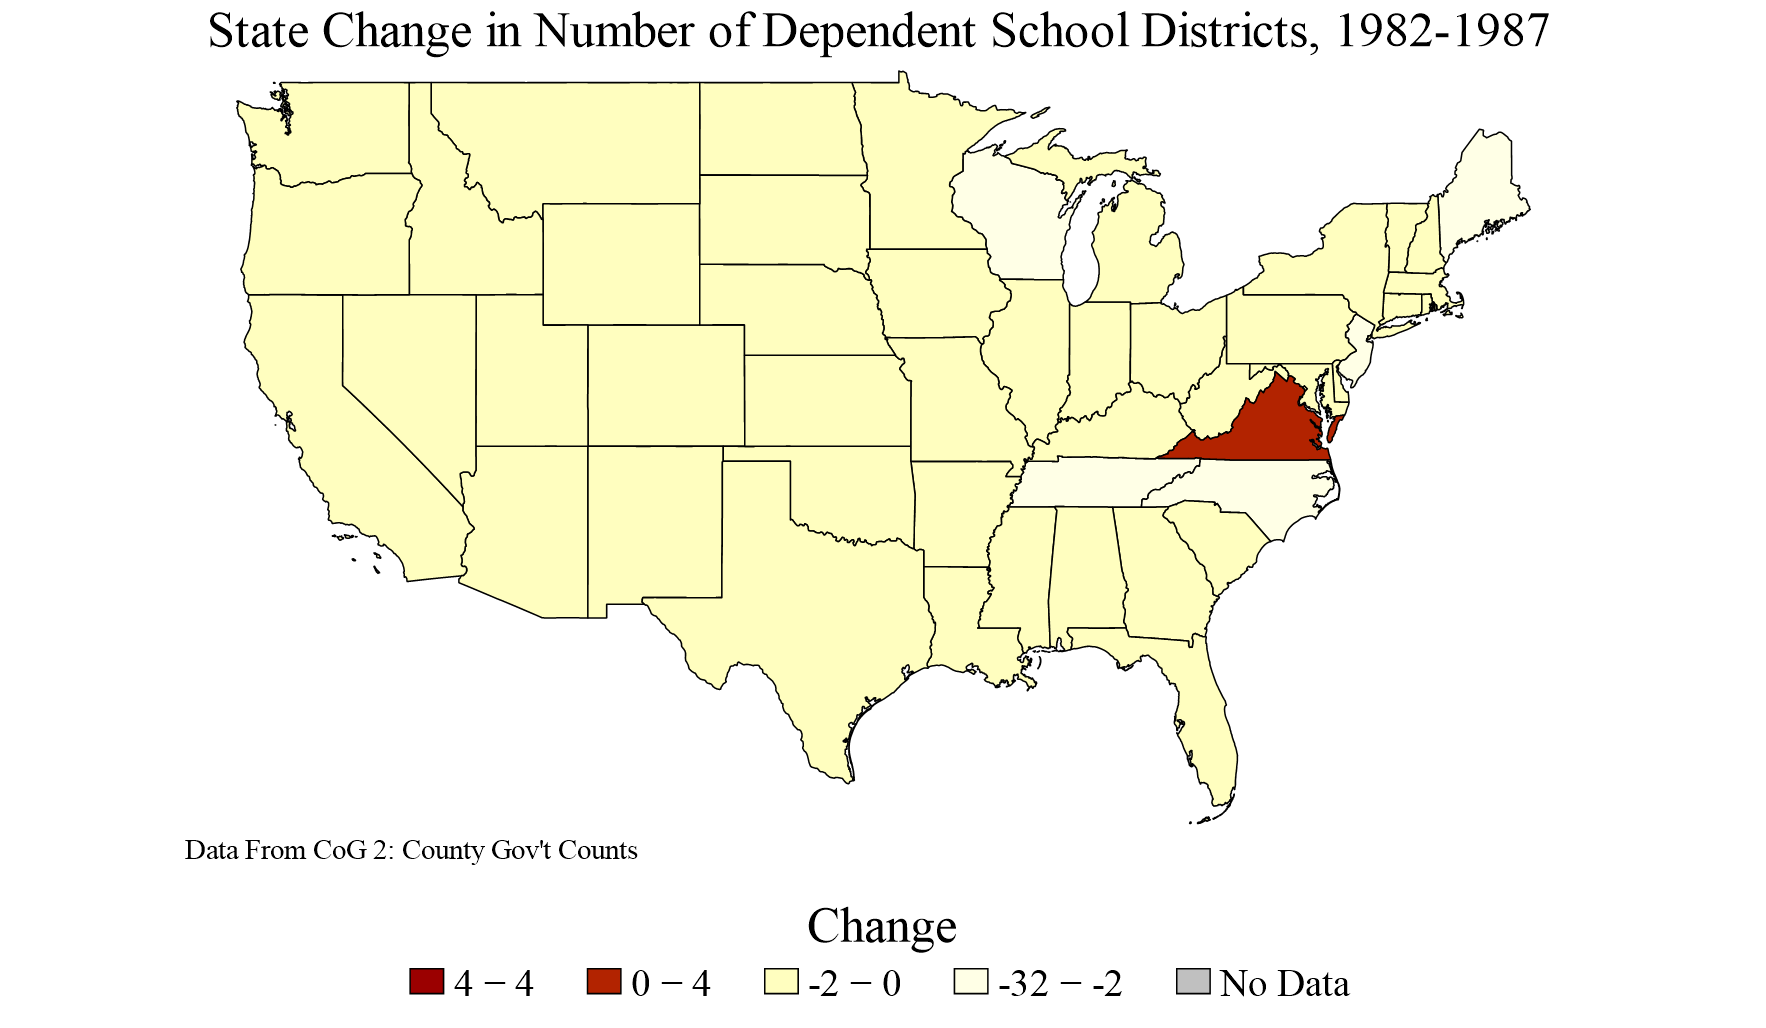 State Change in Number of Dependent School Districts, 1982-1987
Data From CoG 2: County Gov't Counts
Change
4 − 4 0 − 4 -2 − 0 -32 − -2 No Data